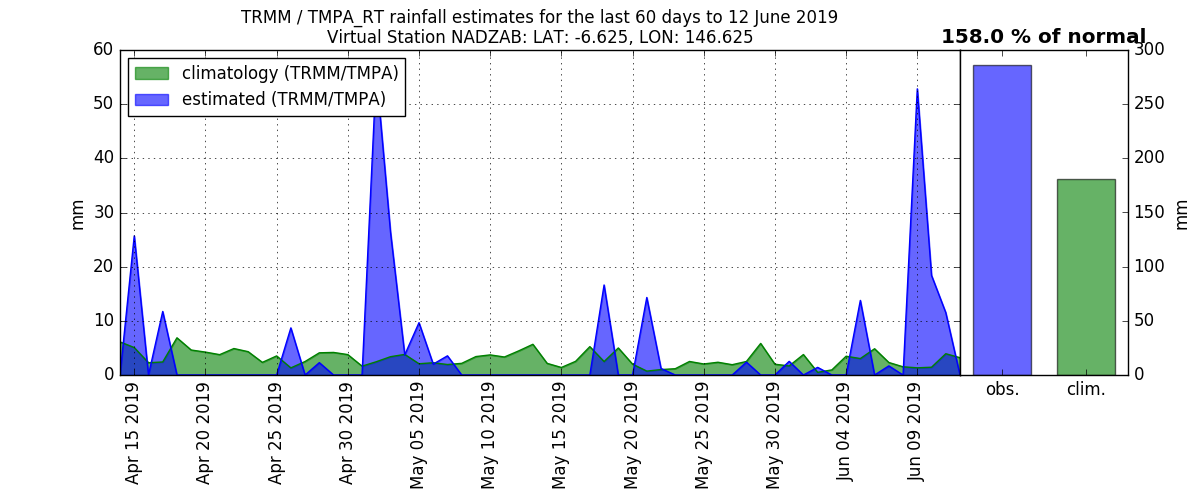 TRMM / TMPA_RT rainfall estimates for the last 60 days to 12 June 2019
Virtual Station NADZAB: LAT: -6.625, LON: 146.625
158.0 % of normal
climatology (TRMM/TMPA)
estimated (TRMM/TMPA)
mm
60
50
40
30
20
10
0
Apr 15 2019
Apr 20 2019
Apr 25 2019
Apr 30 2019
May 05 2019
May 10 2019
May 15 2019
May 20 2019
May 25 2019
May 30 2019
Jun 04 2019
Jun 09 2019
obs.
clim.
300
250
200
150
100
50
0
mm